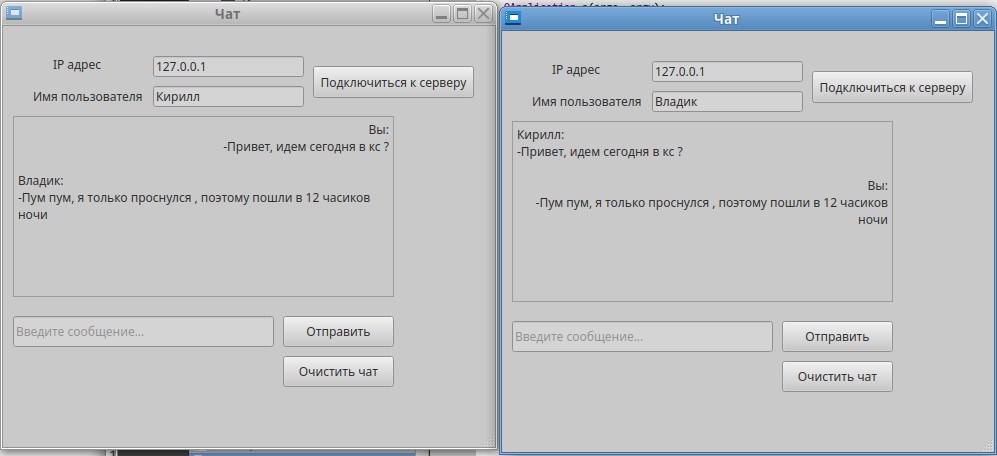 QApplication a(argc, argv);
Чат
IP адрес
127.0.0.1
Имя пользователя
Кирилл
Подключиться к серверу
Вы:
-Привет, идем сегодня в кс ?
Владик:
-Пум пум, я только проснулся , поэтому пошли в 12 часиков
ночи
Введите сообщение...
Отправить
Очистить чат
Чат
IP адрес
127.0.0.1
Имя пользователя
Владик
Подключиться к серверу
Кирилл:
-Привет, идем сегодня в кс ?
Вы:
-Пум пум, я только проснулся , поэтому пошли в 12 часиков
ночи
Введите сообщение...
Отправить
Очистить чат